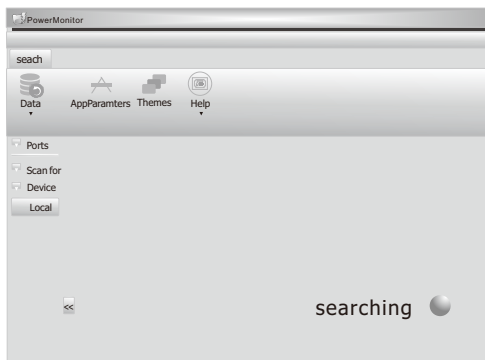 PowerMonitor
seach
Data AppParamters Themes Help
Ports
Scan for
Device
Local
<<
searching